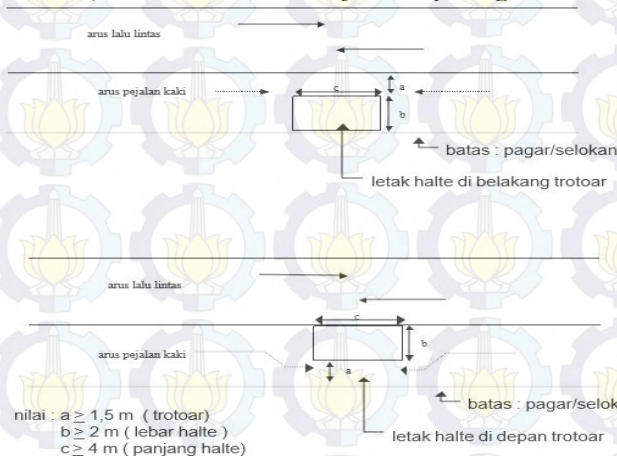 arus lalu lintas
arus pejalan kaki
c
a
b
batas : pagar/selokan
letak halte di belakang trotoar
arus lalu lintas
c
arus pejalan kaki
b
a
batas : pagar/selok
nilai : a ≥ 1,5 m ( trotoar)
b ≥ 2 m ( lebar halte )
letak halte di depan trotoar
c ≥ 4 m ( panjang halte)